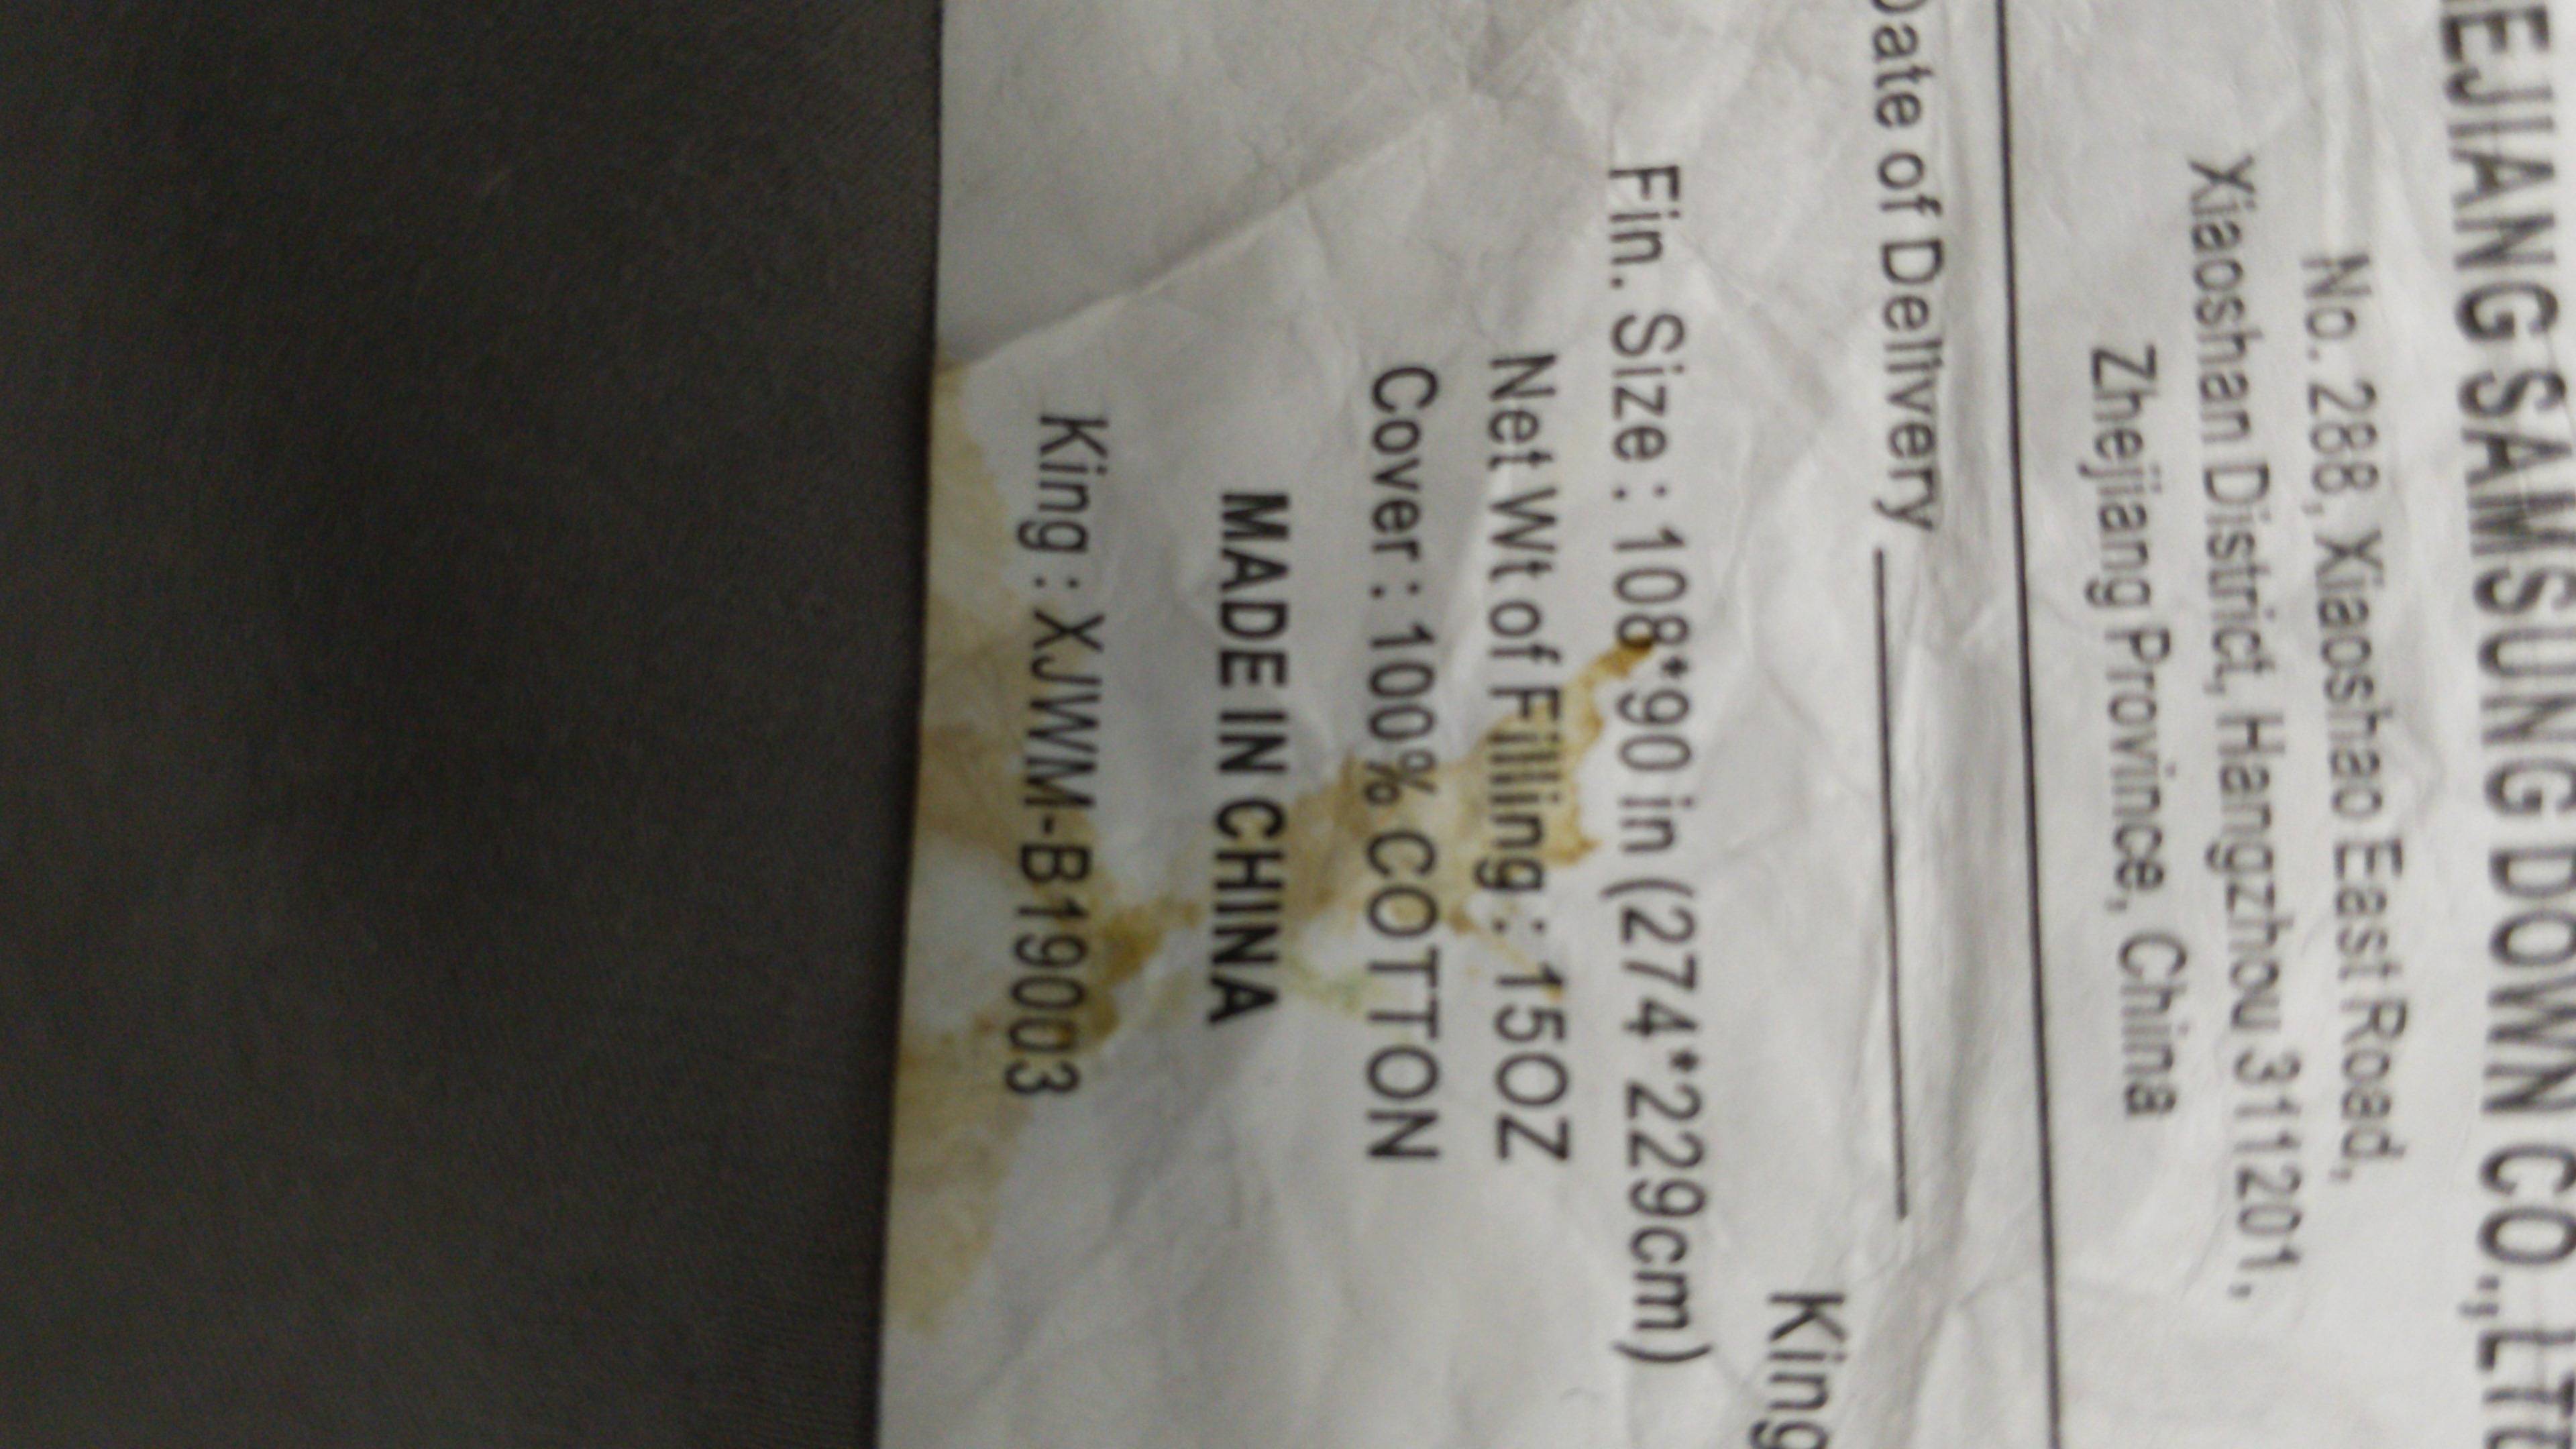 EJIANG SAMSUNG DOWN CO., LTD
No. 288, Xiaoshao East Road,
Xiaoshan District, Hangzhou 311201,
Zhejiang Province, China
Date of Delivery
King
Fin. Size : 108*90 in (274*229cm)
Net Wt of Filling : 15OZ
Cover : 100% COTTON
MADE IN CHINA
King : XJWM-B19003